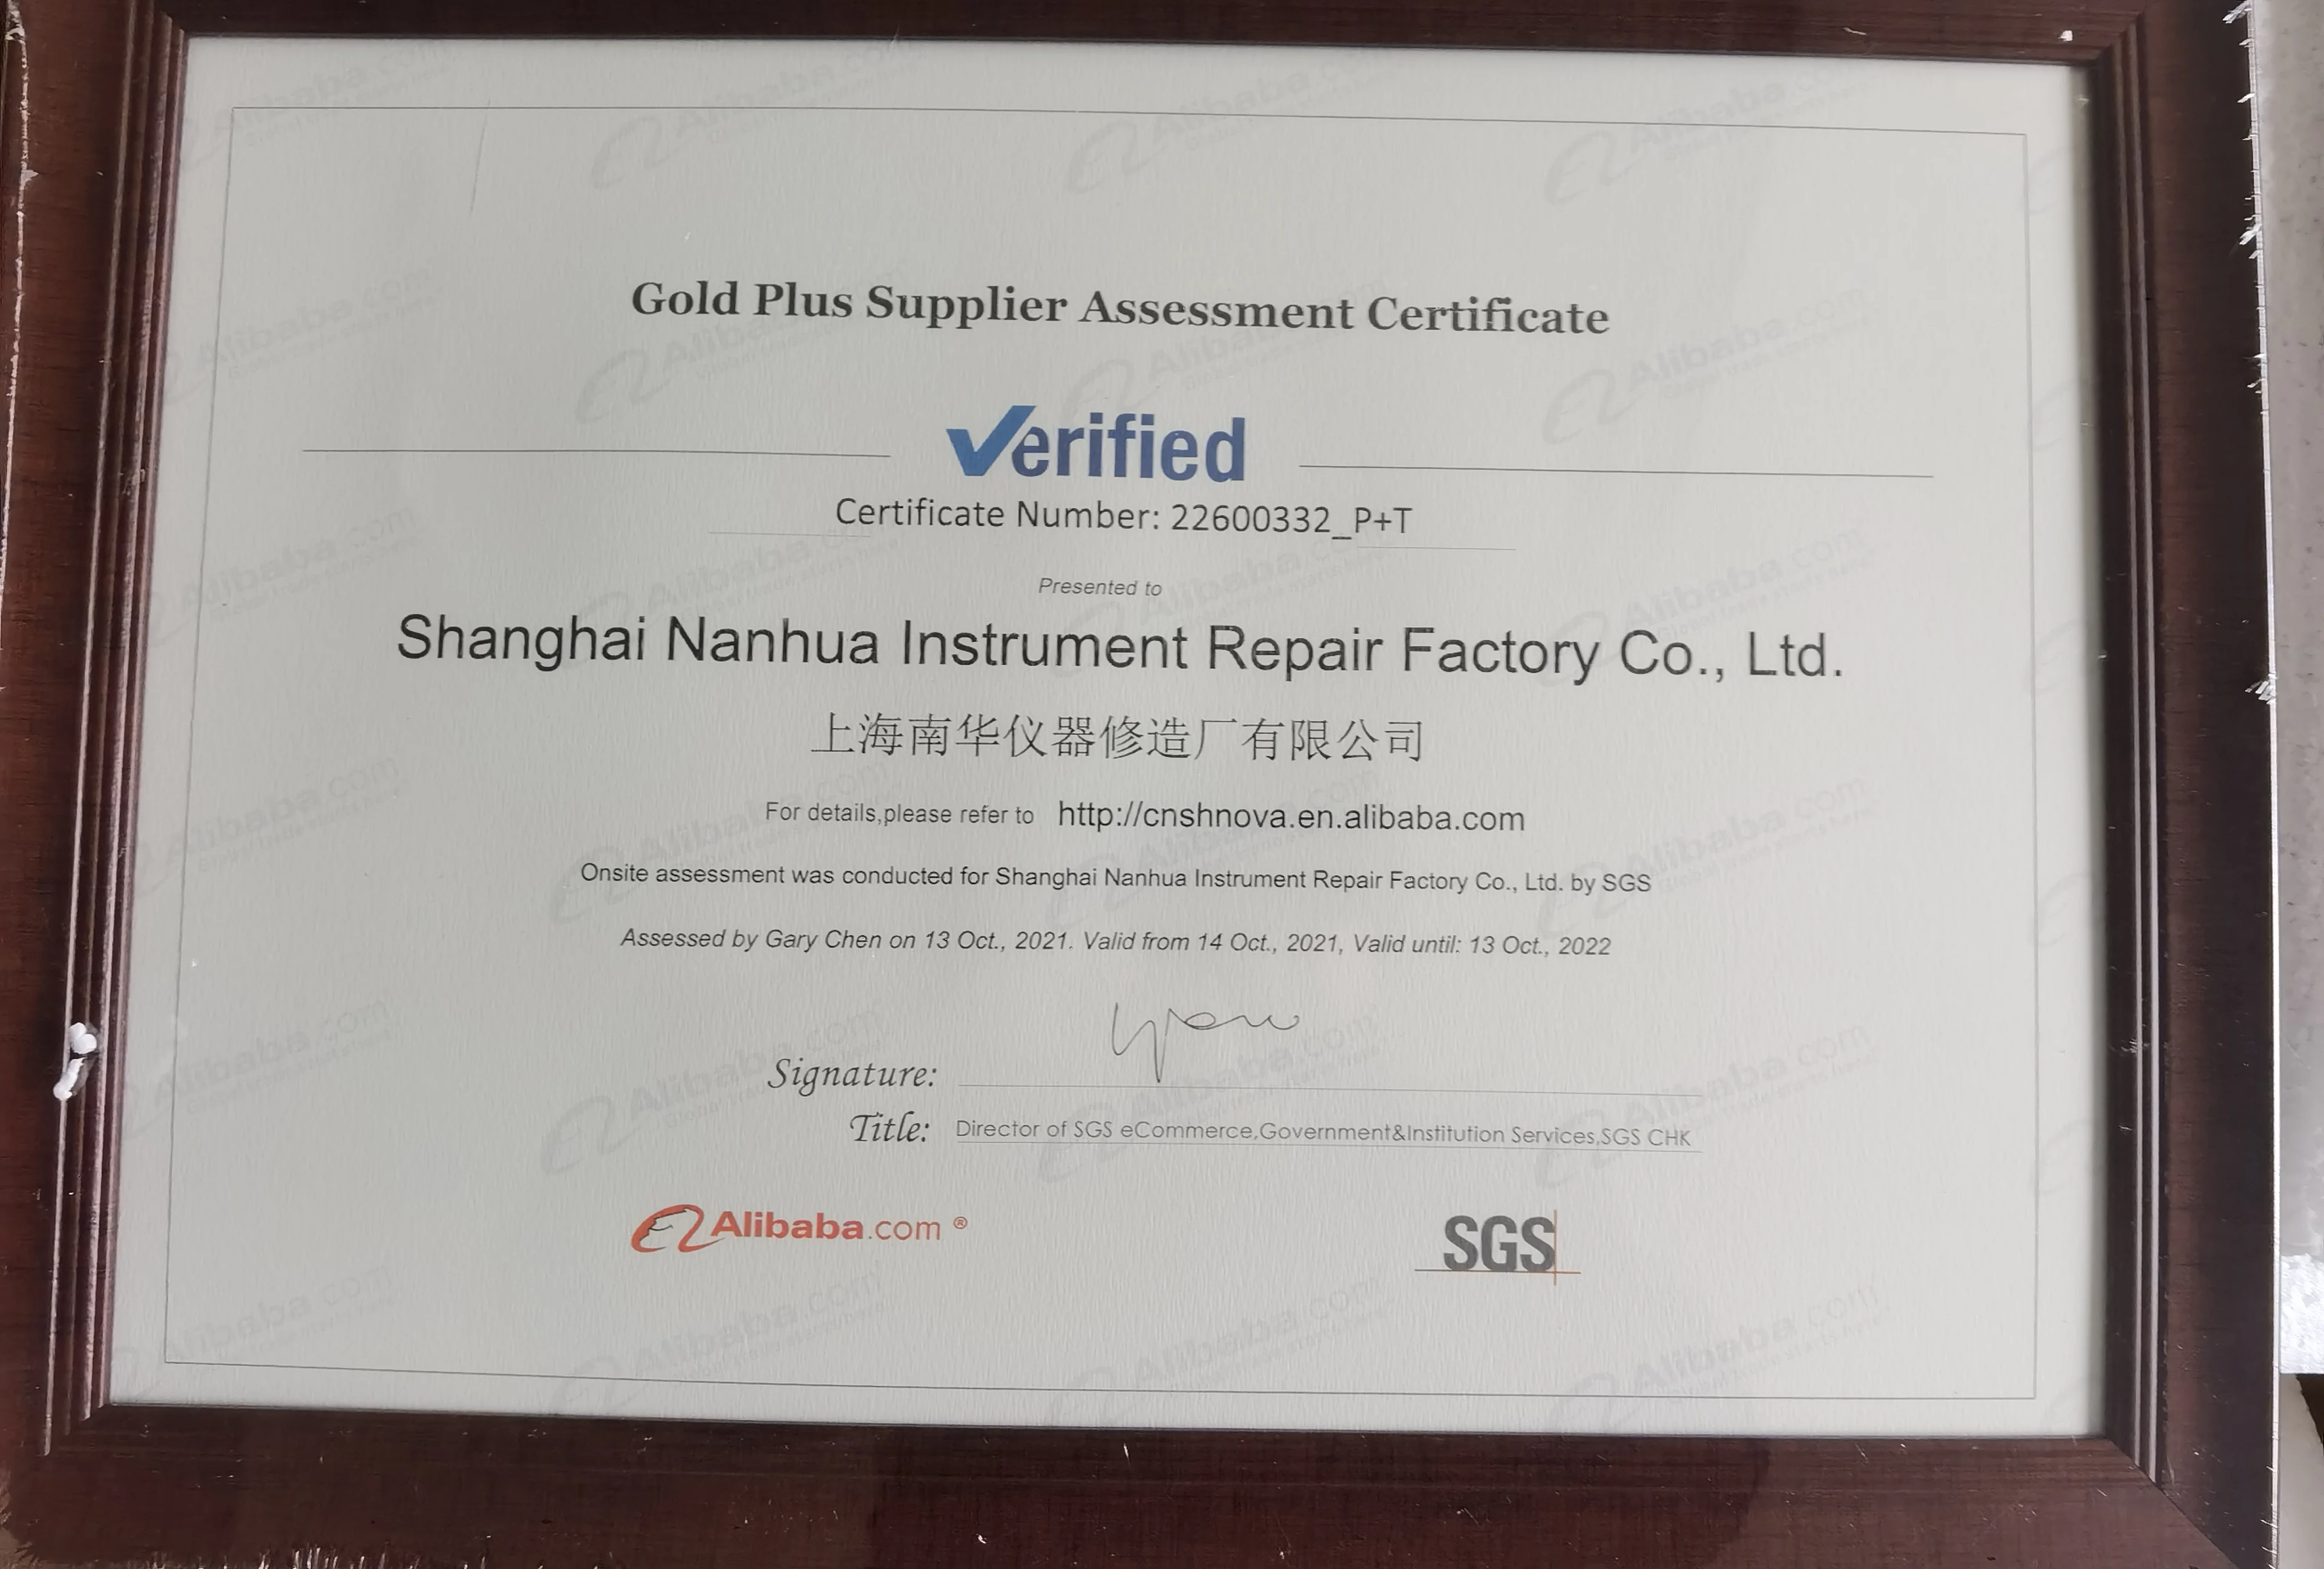 Gold Plus Supplier Assessment Certificate
Verified
Certificate Number: 22600332_P+T
Presented to
Shanghai Nanhua Instrument Repair Factory Co., Ltd.
上海南华仪器修造厂有限公司
For details,please refer to http://cnshnova.en.alibaba.com
Onsite assessment was conducted for Shanghai Nanhua Instrument Repair Factory Co., Ltd. by SGS
Assessed by Gary Chen on 13 Oct., 2021. Valid from 14 Oct., 2021, Valid until: 13 Oct., 2022
Signature:
Title: Director of SGS eCommerce,Government&Institution Services,SGS CHK
Alibaba.com ®
SGS